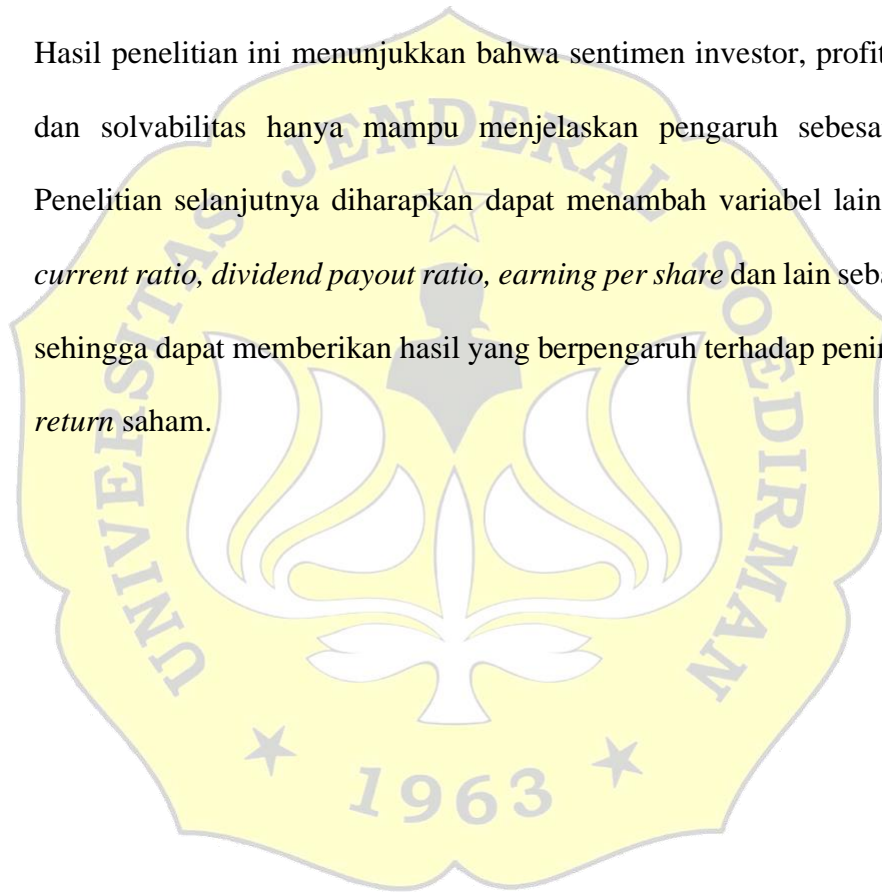 Hasil penelitian ini menunjukkan bahwa sentimen investor, profit
dan solvabilitas hanya mampu menjelaskan pengaruh sebesa
Penelitian selanjutnya diharapkan dapat menambah variabel lain
current ratio, dividend payout ratio, earning per share dan lain seba
sehingga dapat memberikan hasil yang berpengaruh terhadap penin
return saham.
UNIVERSITAS JENDERAL SOEDIRMAN
1963